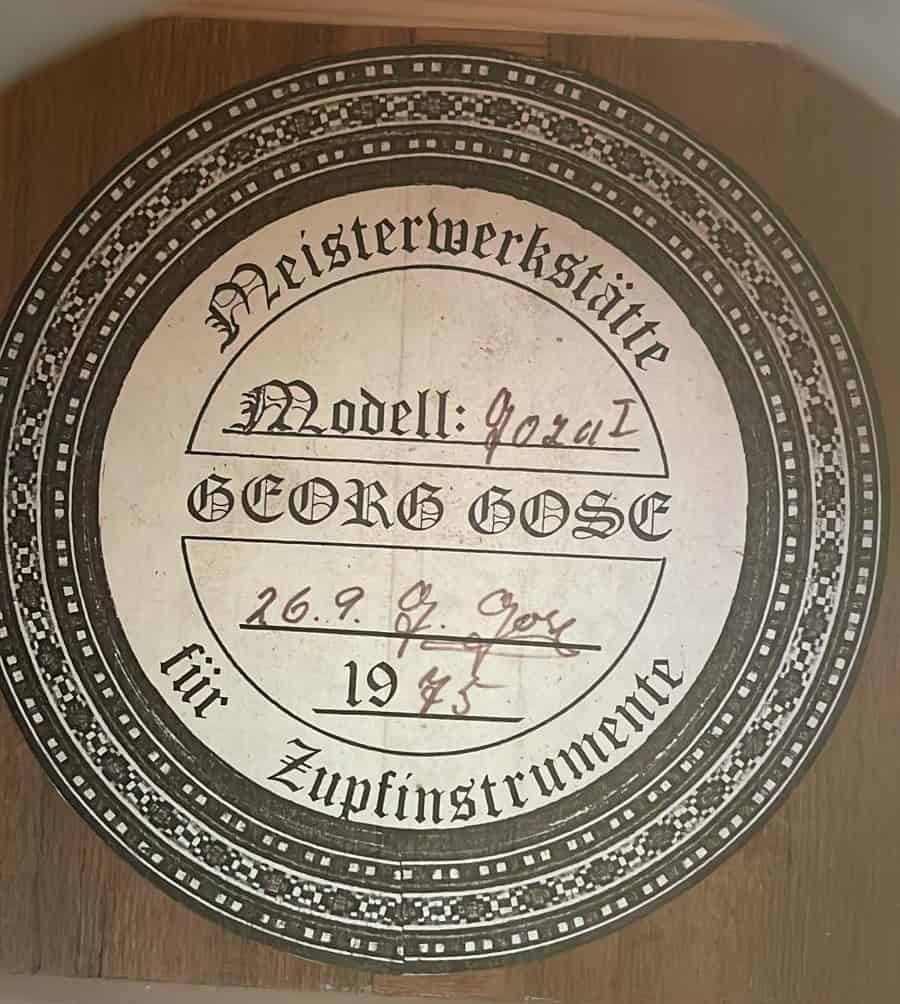 Meisterwerkstätte
Modell: Goza I
GEORG GOSE
26.9. G. Gose
1975
für Zupfinstrumente